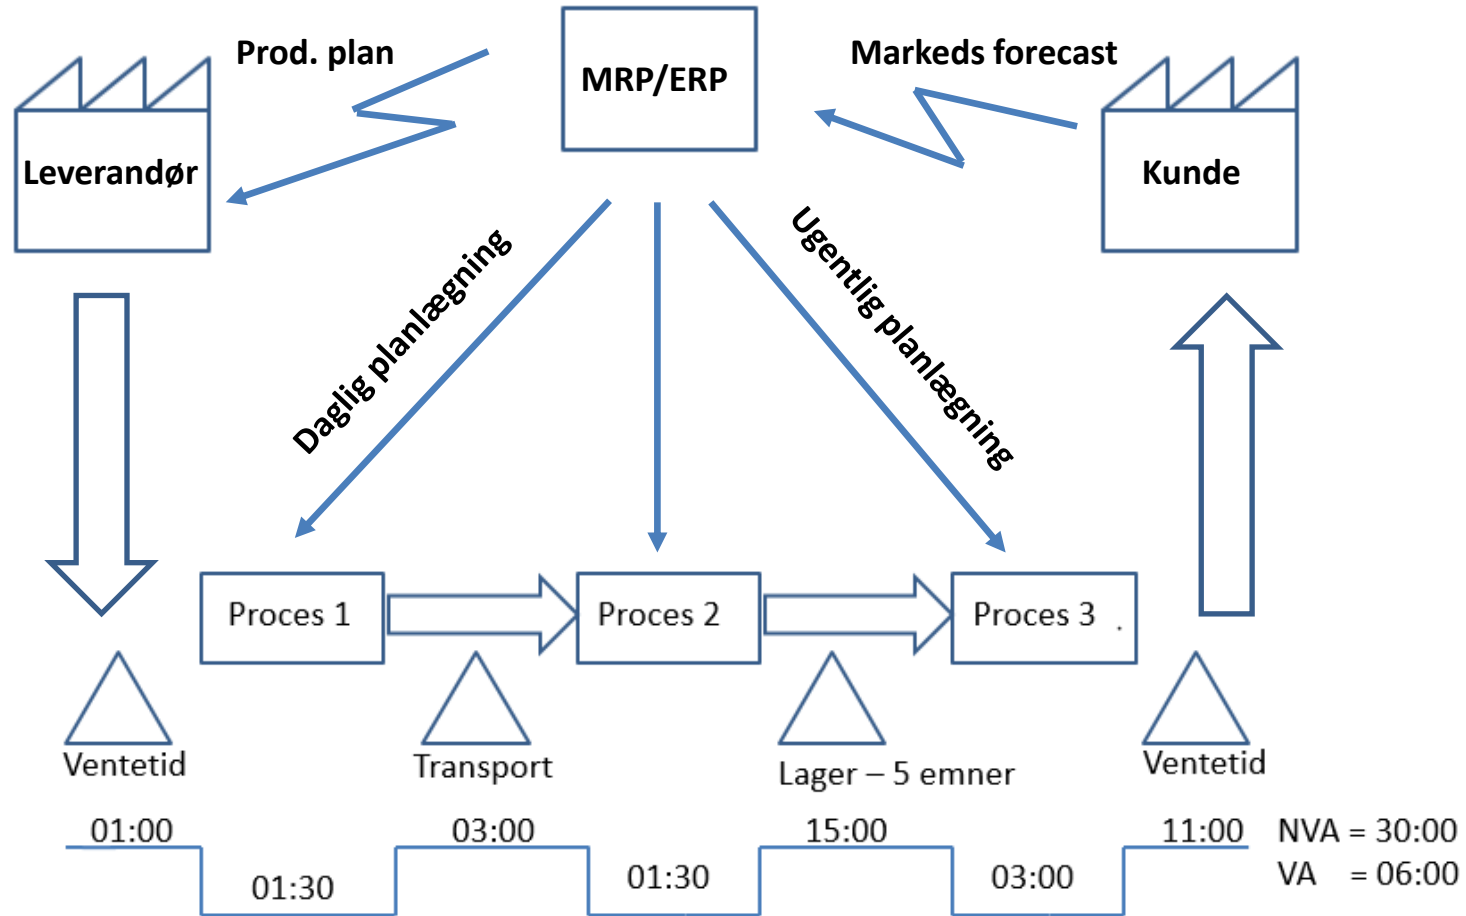 Prod. plan
MRP/ERP
Markeds forecast
Leverandør
Kunde
Daglig planlægning
Ugentlig planlægning
Proces 1
Proces 2
Proces 3 .
Ventetid
Transport
Lager – 5 emner
Ventetid
01:00
03:00
15:00
11:00
NVA = 30:00
01:30
01:30
03:00
VA = 06:00